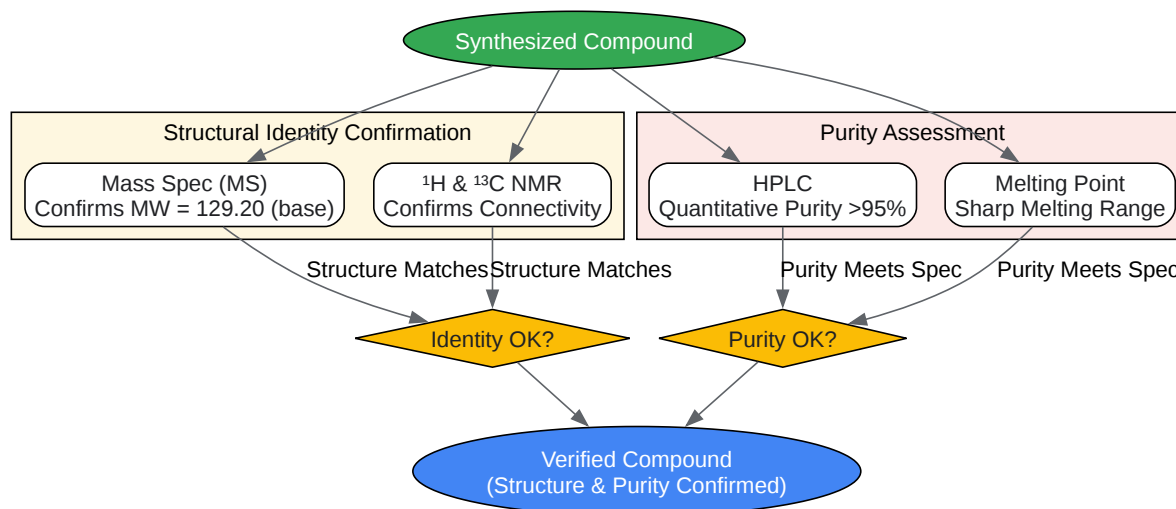 Synthesized Compound
Structural Identity Confirmation
Purity Assessment
Mass Spec (MS)
Confirms MW = 129.20 (base)
¹H & ¹³C NMR
Confirms Connectivity
HPLC
Quantitative Purity >95%
Melting Point
Sharp Melting Range
Structure Matches
Structure Matches
Purity Meets Spec
Purity Meets Spec
Identity OK?
Purity OK?
Verified Compound
(Structure & Purity Confirmed)